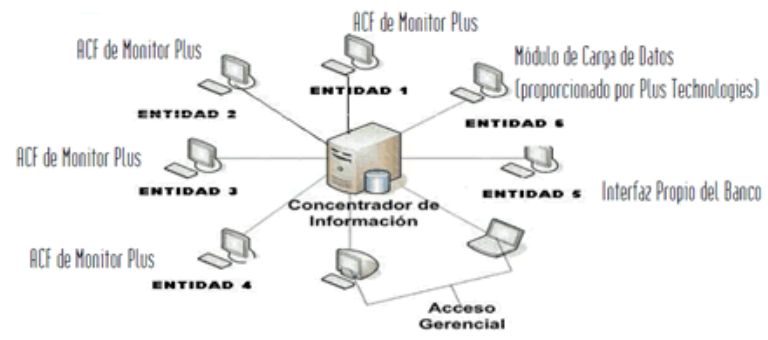 ACF de Monitor Plus
ACF de Monitor Plus
Módulo de Carga de Datos
(proporcionado por Plus Technologies)
ENTIDAD 1
ENTIDAD 2
ENTIDAD 6
ACF de Monitor Plus
ENTIDAD 3
ENTIDAD 5
Interfaz Propio del Banco
Concentrador de
Información
ACF de Monitor Plus
ENTIDAD 4
Acceso
Gerencial